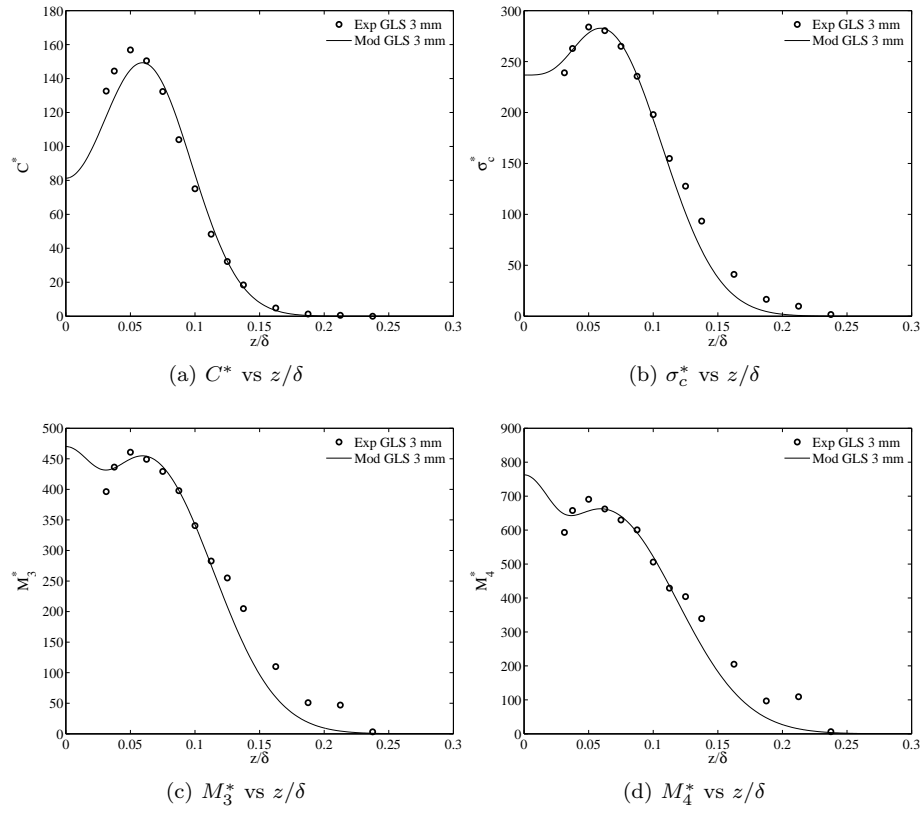 180
160
140
120
100
80
60
40
20
0
C*
0 0.05 0.1 0.15 0.2 0.25 0.3
z/δ
Exp GLS 3 mm
Mod GLS 3 mm
(a) C* vs z/δ
300
250
200
150
100
50
0
σc*
0 0.05 0.1 0.15 0.2 0.25 0.3
z/δ
Exp GLS 3 mm
Mod GLS 3 mm
(b) σc* vs z/δ
500
450
400
350
300
250
200
150
100
50
0
M3*
0 0.05 0.1 0.15 0.2 0.25 0.3
z/δ
Exp GLS 3 mm
Mod GLS 3 mm
(c) M3* vs z/δ
900
800
700
600
500
400
300
200
100
0
M4*
0 0.05 0.1 0.15 0.2 0.25 0.3
z/δ
Exp GLS 3 mm
Mod GLS 3 mm
(d) M4* vs z/δ